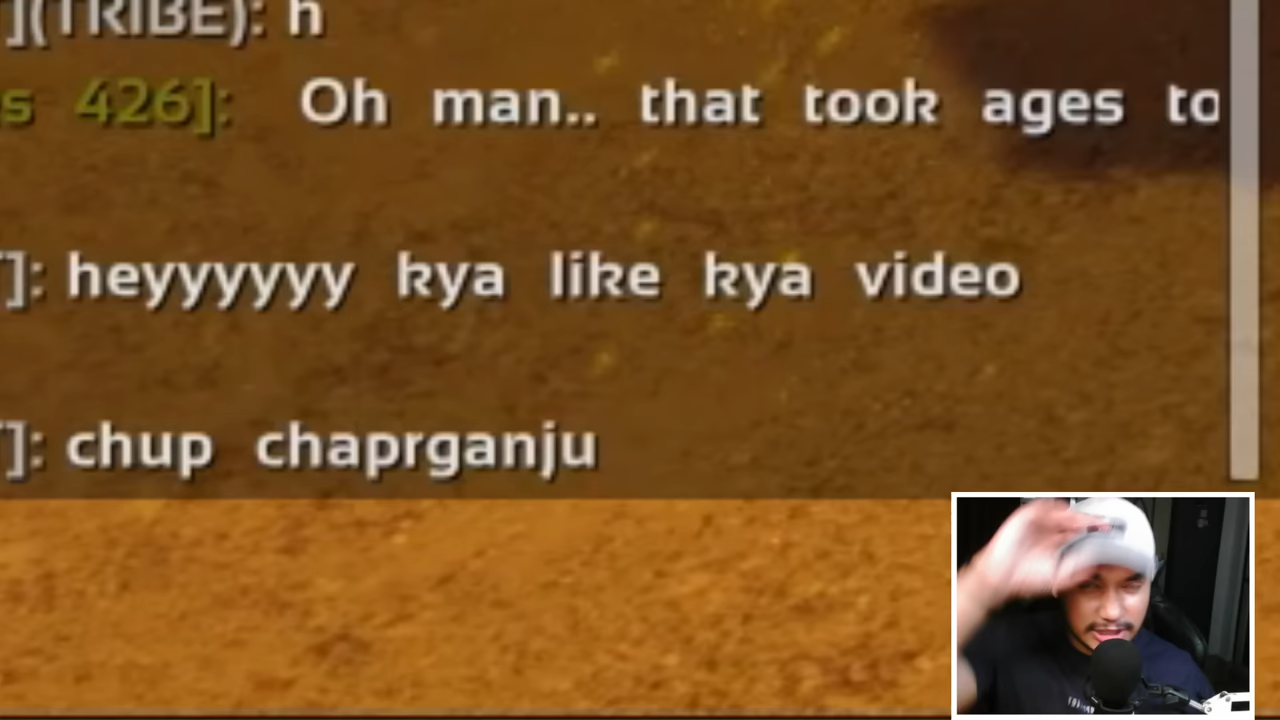 ](TRIBE): h
s 426]: Oh man.. that took ages to
]: heyyyyyy kya like kya video
]: chup chaprganju